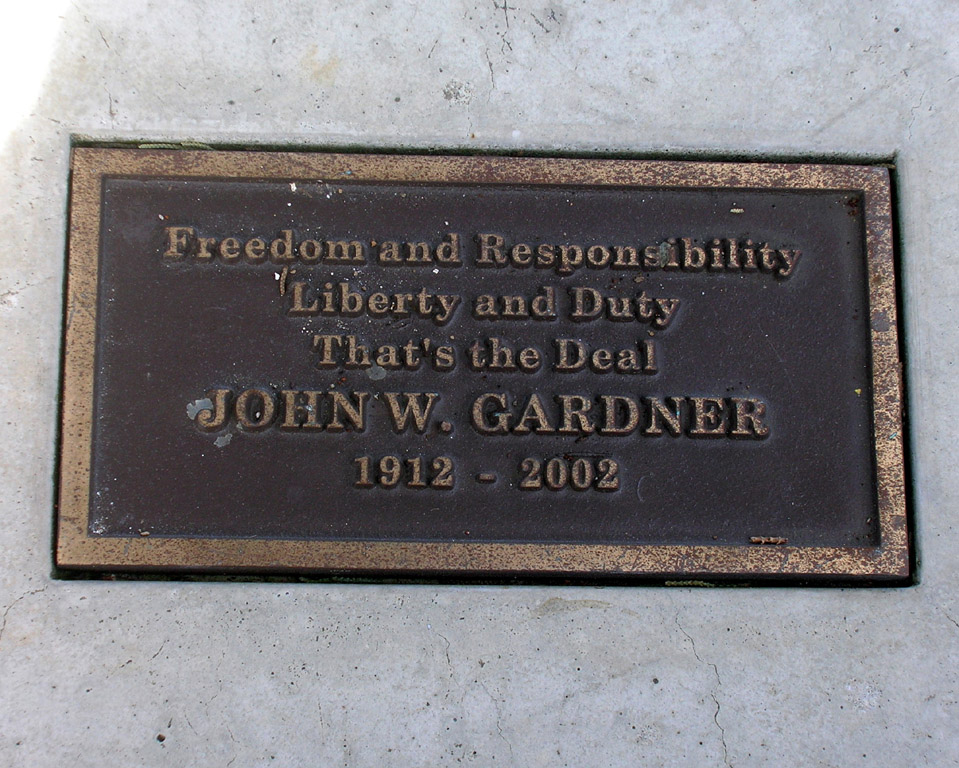 Freedom and Responsibility
Liberty and Duty
That's the Deal
JOHN W. GARDNER
1912 - 2002